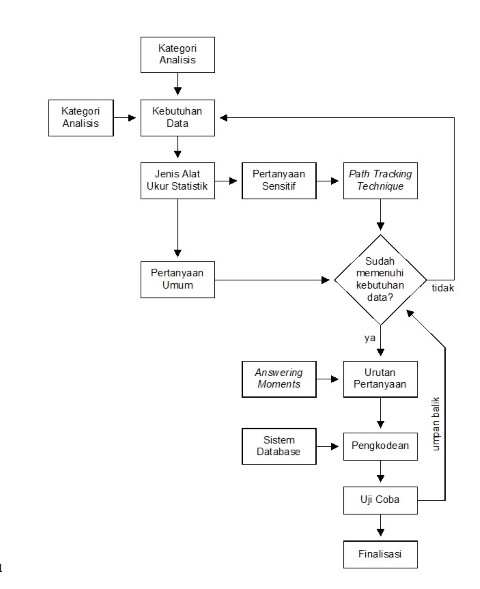 Kategori
Analisis
Kategori
Analisis
Kebutuhan
Data
Jenis Alat
Ukur Statistik
Pertanyaan
Sensitif
Path Tracking
Technique
Pertanyaan
Umum
Sudah
memenuhi
kebutuhan
data?
tidak
ya
Answering
Moments
Urutan
Pertanyaan
umpan balik
Sistem
Database
Pengkodean
Uji Coba
Finalisasi